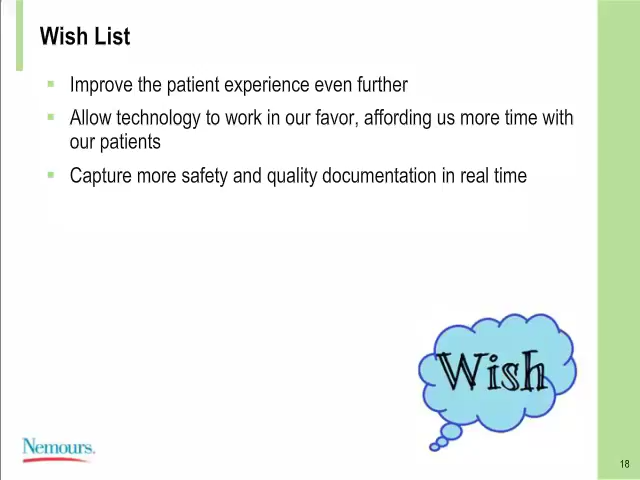 Wish List
Improve the patient experience even further
Allow technology to work in our favor, affording us more time with
our patients
Capture more safety and quality documentation in real time
Wish
Nemours.
18